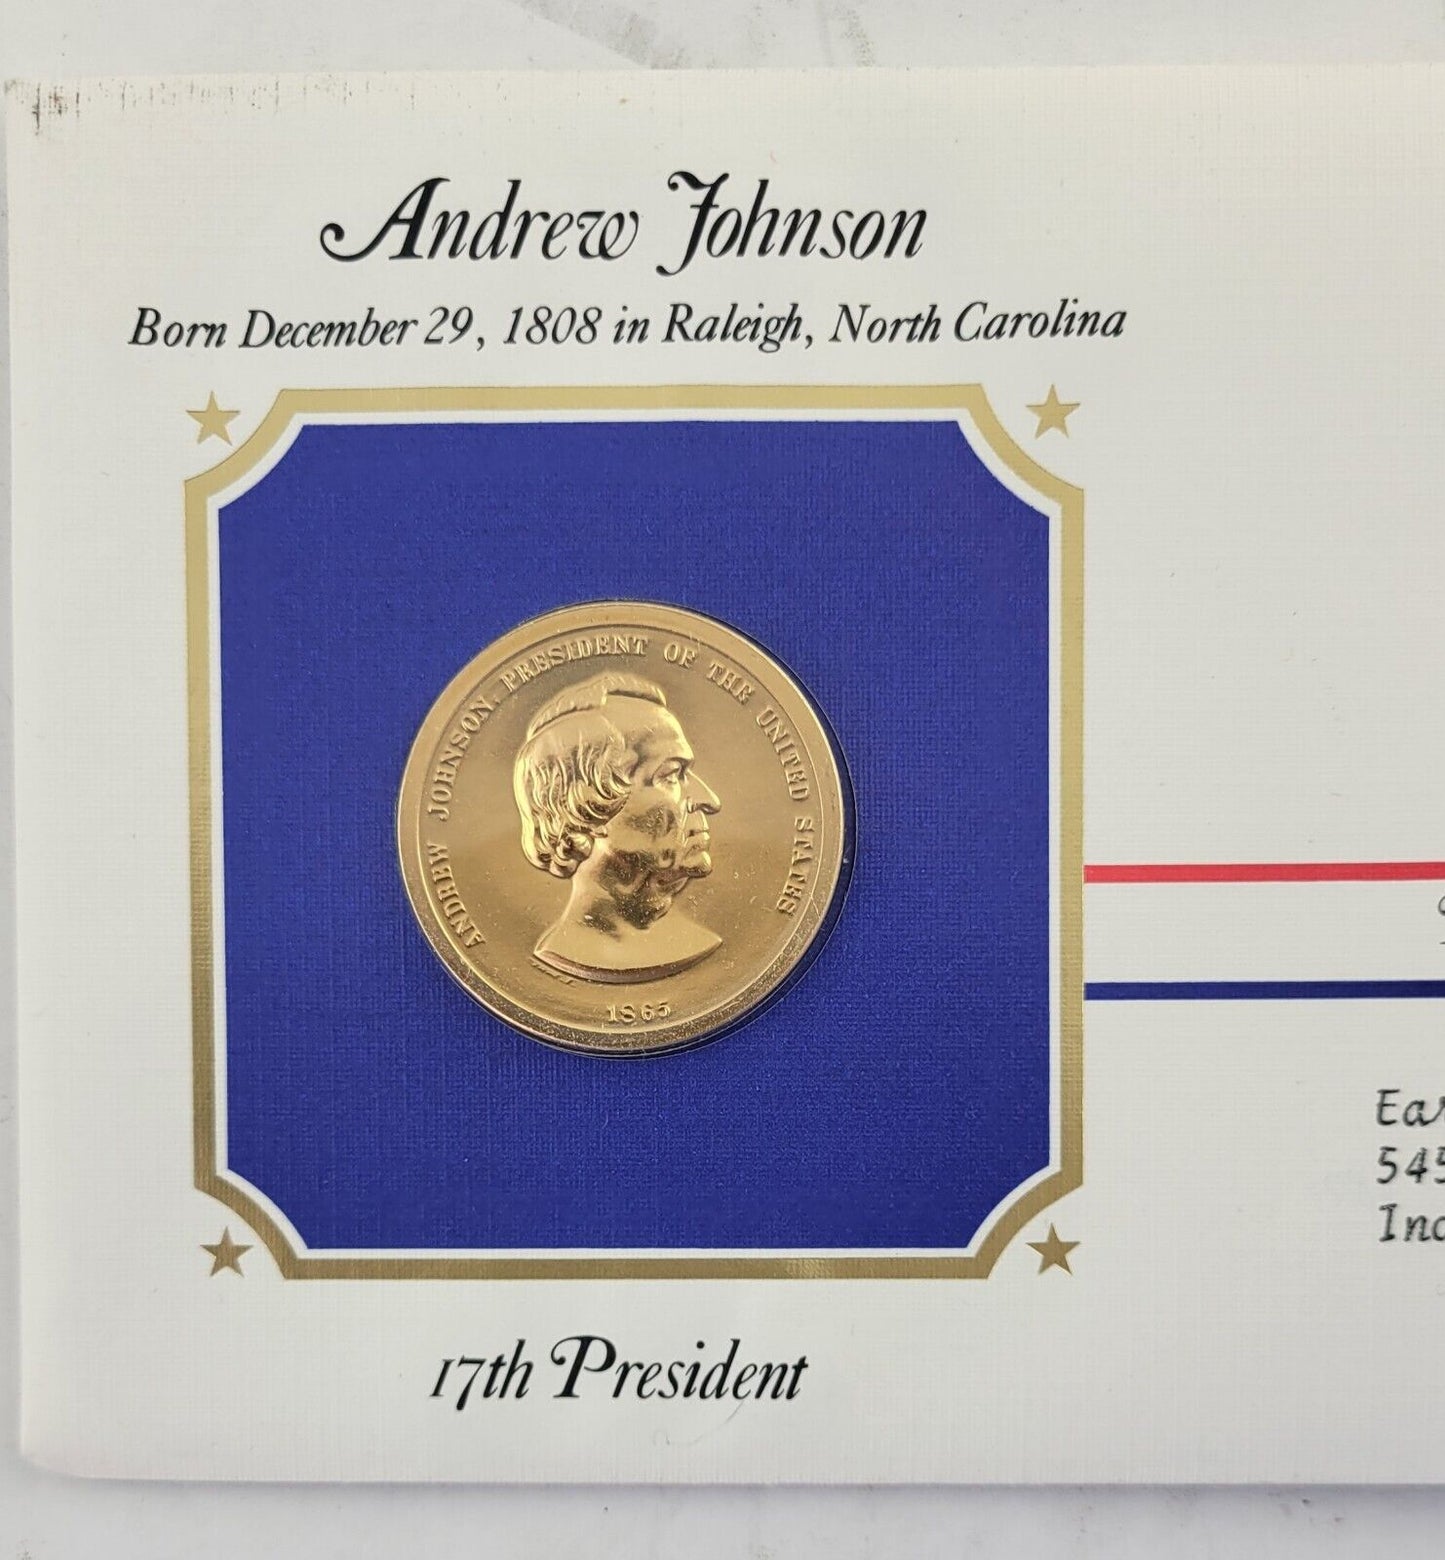 Andrew Johnson
Born December 29, 1808 in Raleigh, North Carolina
ANDREW JOHNSON, PRESIDENT OF THE UNITED STATES
1865
545
17th President